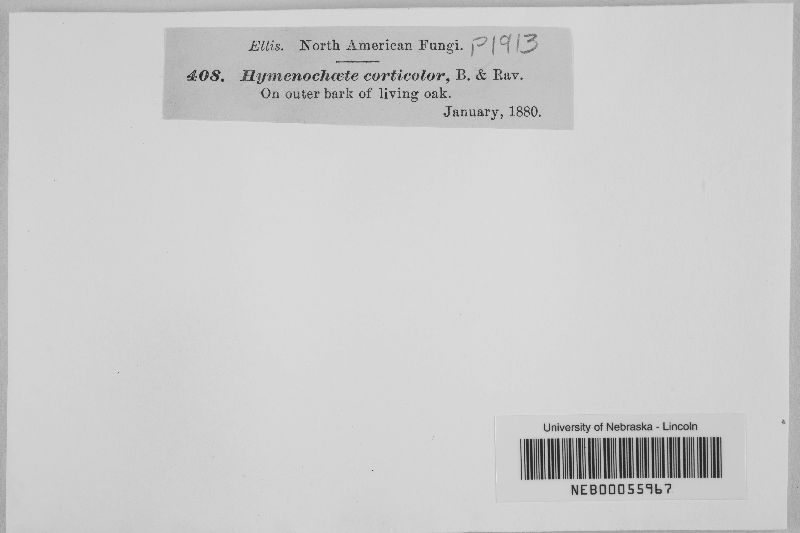 Ellis. North American Fungi. P1913
408. Hymenochæte corticolor, B. & Rav.
On outer bark of living oak.
January, 1880.
University of Nebraska - Lincoln
NEB00055967